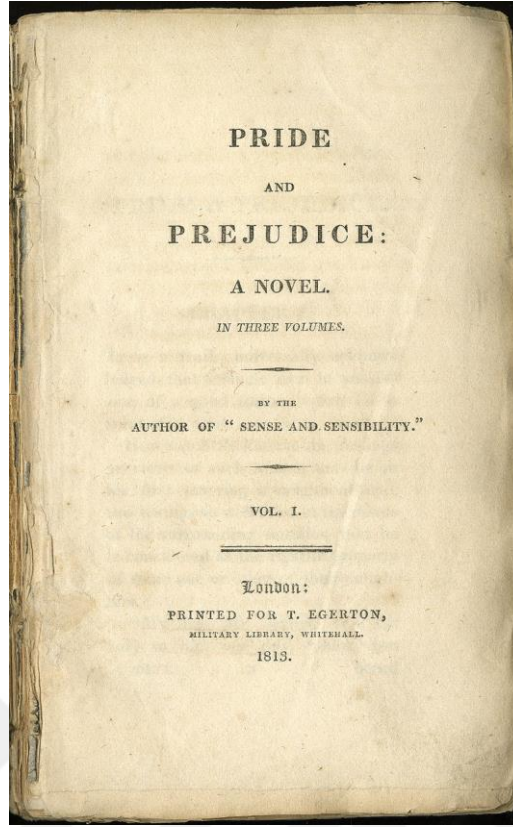 PRIDE
AND
PREJUDICE:
A NOVEL.
IN THREE VOLUMES.
BY THE
AUTHOR OF “ SENSE AND SENSIBILITY.”
VOL. I.
London:
PRINTED FOR T. EGERTON,
MILITARY LIBRARY, WHITEHALL.
1813.